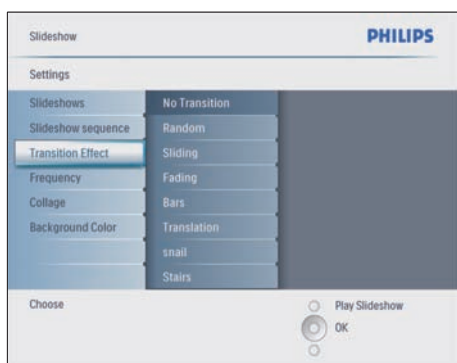 Slideshow
PHILIPS
Settings
Slideshows
No Transition
Slideshow sequence
Random
Transition Effect
Sliding
Frequency
Fading
Collage
Bars
Background Color
Translation
snail
Stairs
Choose
Play Slideshow
OK